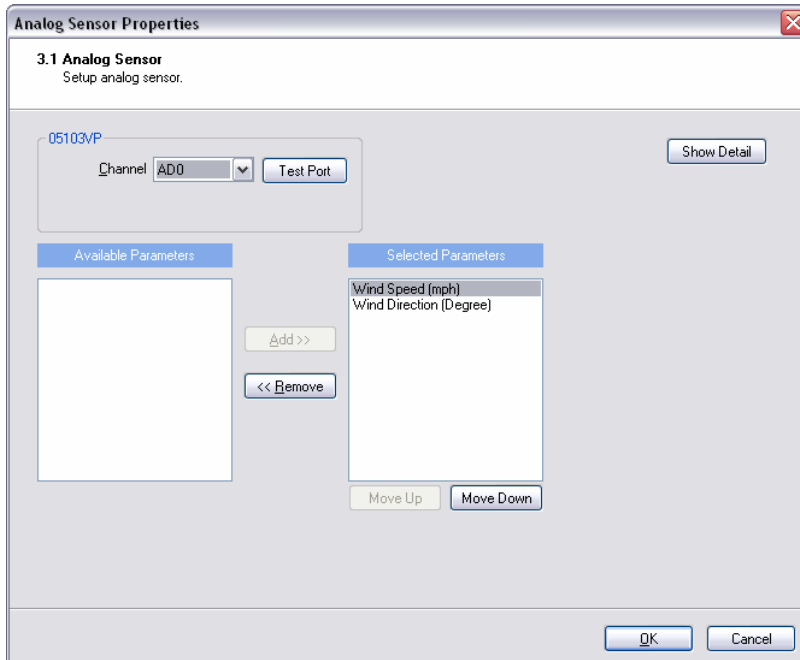 Analog Sensor Properties
3.1 Analog Sensor
Setup analog sensor.
05103VP
Channel AD0 Test Port
Show Detail
Available Parameters
Selected Parameters
Wind Speed (mph)
Wind Direction (Degree)
Add >>
<< Remove
Move Up Move Down
OK Cancel